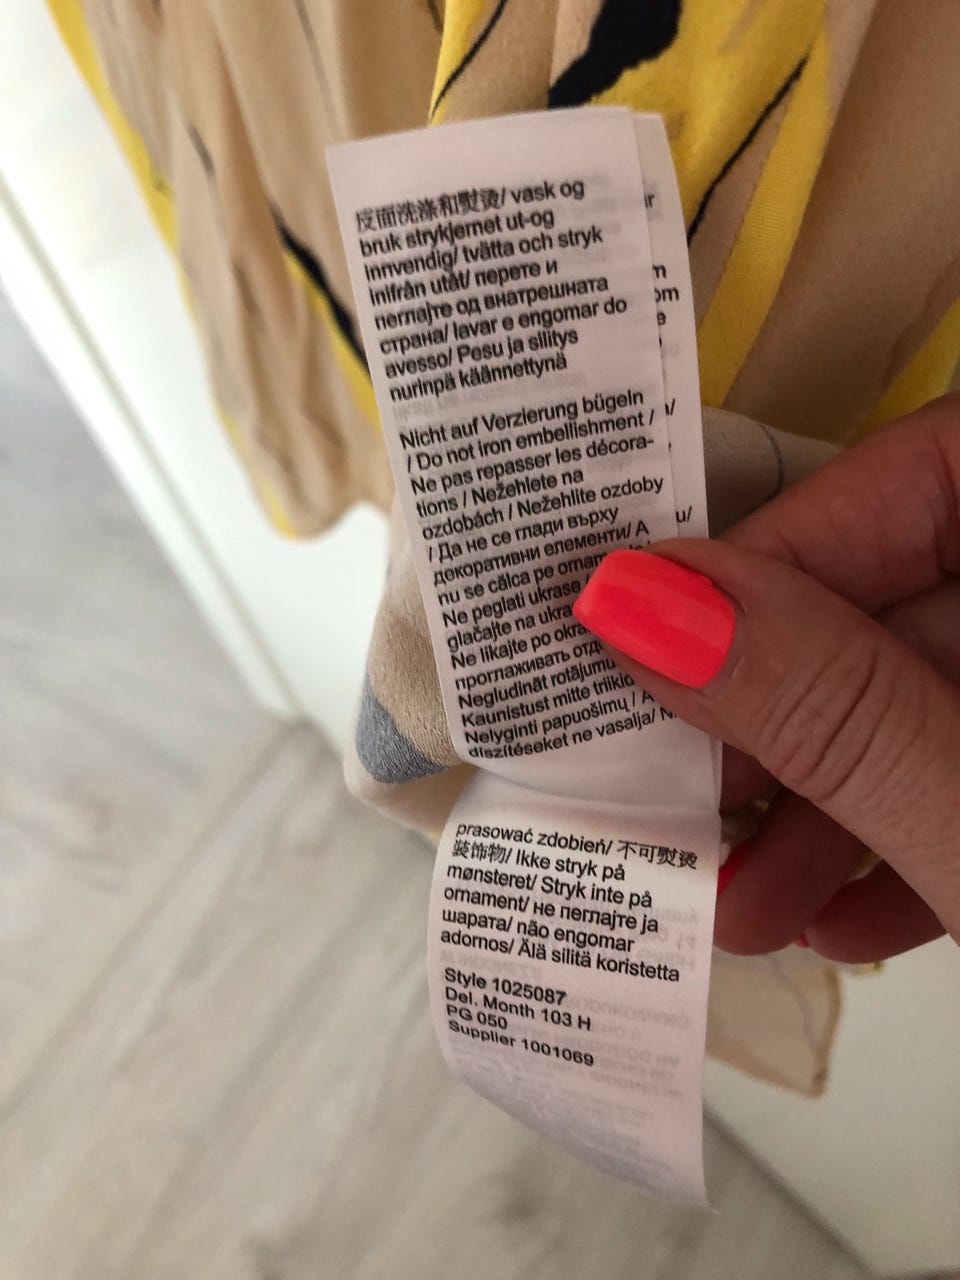 反面洗涤和熨烫/ vask og
bruk strykjernet ut-og
innvendig/ tvätta och stryk
inifrån utåt/ перете и
пеглајте од внатрешната
страна/ lavar e engomar do
avesso/ Pesu ja silitys
nurinpä käännettynä
Nicht auf Verzierung bügeln
/ Do not iron embellishment /
Ne pas repasser les décora-
tions / Nežehlete na
ozdobách / Nežehlite ozdoby
/ Да не се глади върху
декоративни елементи/ A
nu se călca pe
Ne peglati ukrase /
glačajte na
Ne likajte po
проглаживать
Negludināt rotājumu
Kaunistust mitte
Nelyginti papuošimų /
díszítéseket ne vasalja/
prasować zdobień/ 不可熨烫
装饰物/ Ikke stryk på
mønsteret/ Stryk inte på
ornament/ не пеглајте ја
шарата/ não engomar
adornos/ Älä silitä koristetta
Style 1025087
Del. Month 103 H
PG 050
Supplier 1001069